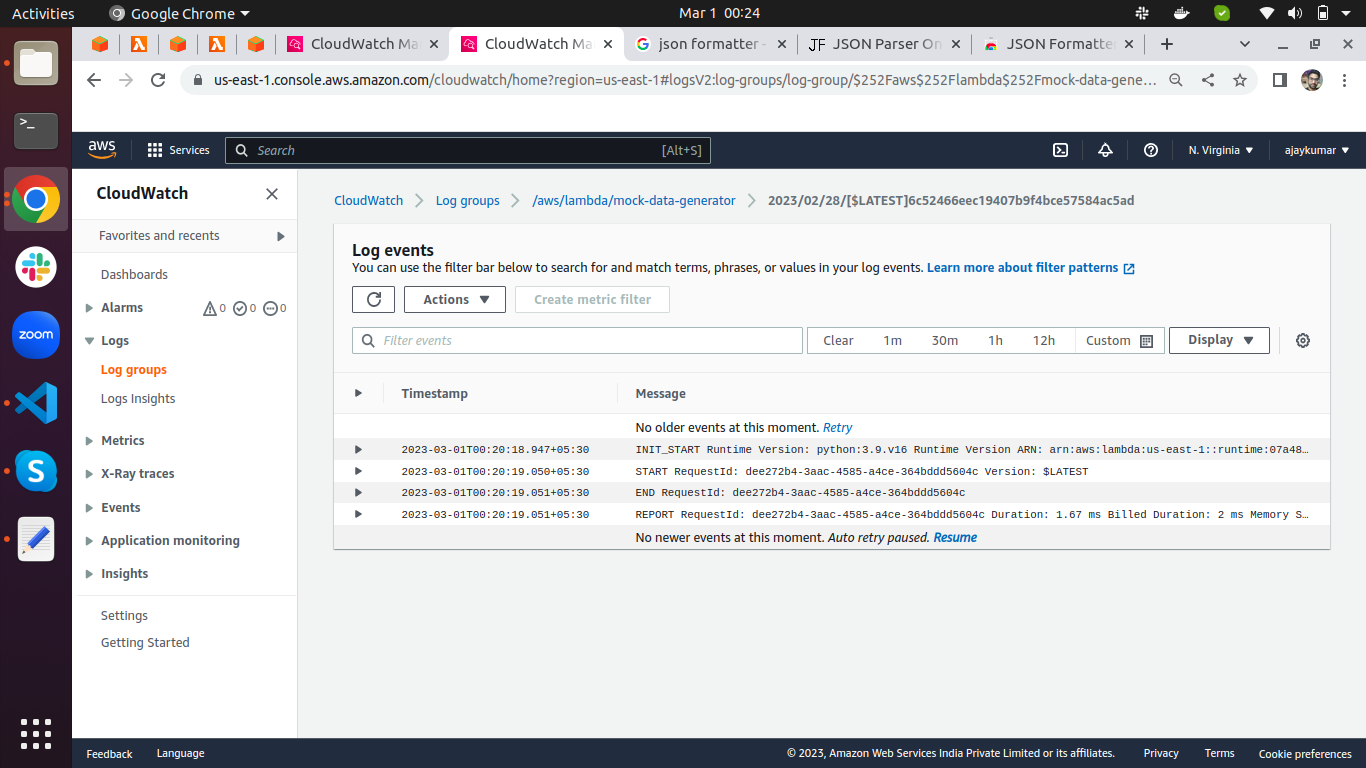 Activities Google Chrome Mar 1 00:24
CloudWatch Ma CloudWatch Ma json formatter - JSON Parser On JSON Formatte
us-east-1.console.aws.amazon.com/cloudwatch/home?region=us-east-1#logsV2:log-groups/log-group/$252Faws$252Flambda$252Fmock-data-gene…
aws Services Search [Alt+S] N. Virginia ajaykumar
CloudWatch
Favorites and recents
Dashboards
Alarms 0 0 0
Logs
Log groups
Logs Insights
Metrics
X-Ray traces
Events
Application monitoring
Insights
Settings
Getting Started
CloudWatch Log groups /aws/lambda/mock-data-generator 2023/02/28/[$LATEST]6c52466eec19407b9f4bce57584ac5ad
Log events
You can use the filter bar below to search for and match terms, phrases, or values in your log events. Learn more about filter patterns
Actions Create metric filter
Filter events Clear 1m 30m 1h 12h Custom Display
Timestamp Message
No older events at this moment. Retry
2023-03-01T00:20:18.947+05:30 INIT_START Runtime Version: python:3.9.v16 Runtime Version ARN: arn:aws:lambda:us-east-1::runtime:07a48…
2023-03-01T00:20:19.050+05:30 START RequestId: dee272b4-3aac-4585-a4ce-364bddd5604c Version: $LATEST
2023-03-01T00:20:19.051+05:30 END RequestId: dee272b4-3aac-4585-a4ce-364bddd5604c
2023-03-01T00:20:19.051+05:30 REPORT RequestId: dee272b4-3aac-4585-a4ce-364bddd5604c Duration: 1.67 ms Billed Duration: 2 ms Memory S…
No newer events at this moment. Auto retry paused. Resume
zoom
Feedback Language © 2023, Amazon Web Services India Private Limited or its affiliates. Privacy Terms Cookie preferences